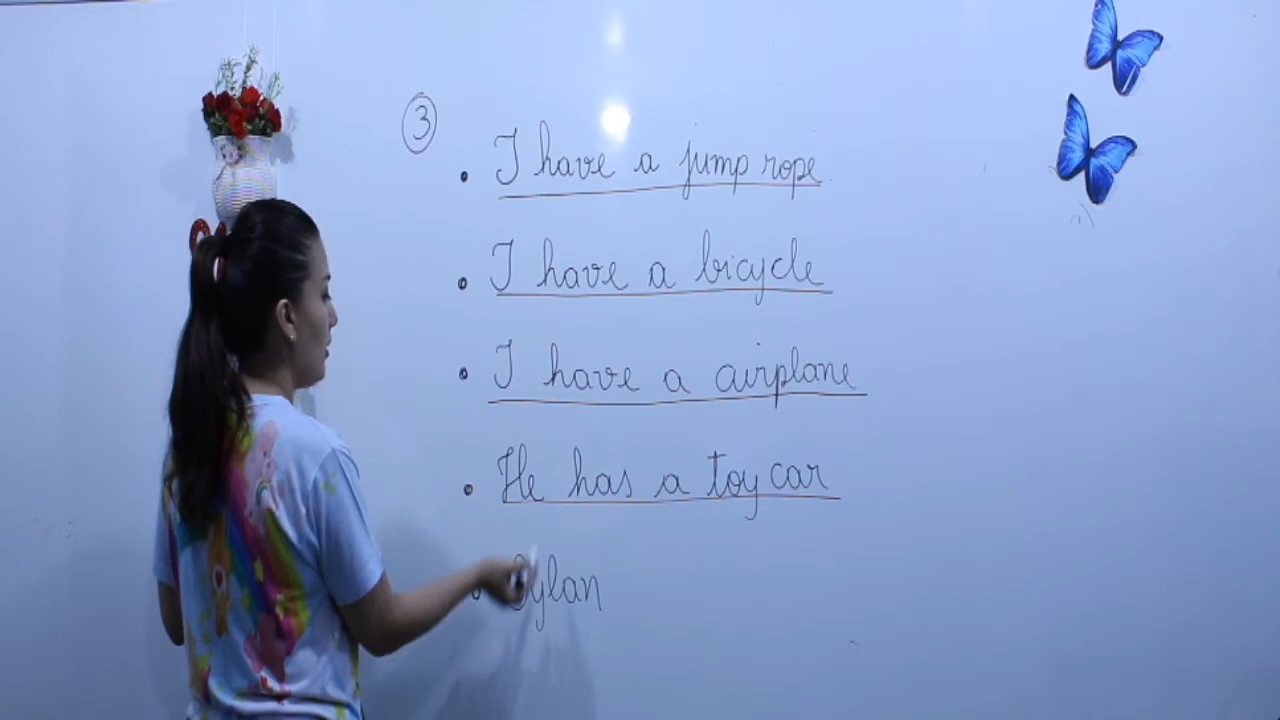 3
• I have a jump rope
• I have a bicycle
• I have a airplane
• He has a toy car
• Dylan